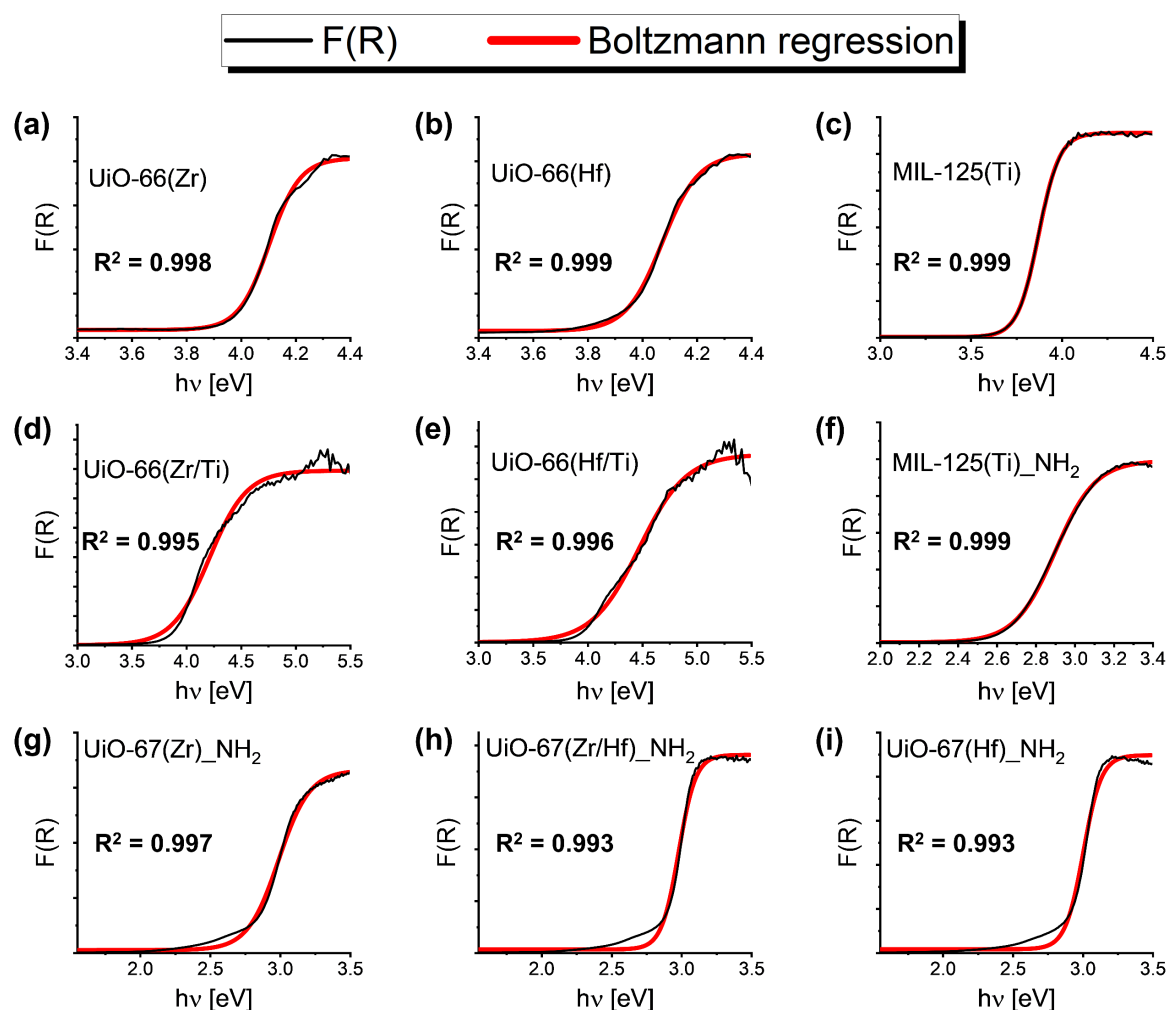 F(R) Boltzmann regression
(a)
UiO-66(Zr)
R² = 0.998
F(R)
3.4 3.6 3.8 4.0 4.2 4.4
hν [eV]
(b)
UiO-66(Hf)
R² = 0.999
F(R)
3.4 3.6 3.8 4.0 4.2 4.4
hν [eV]
(c)
MIL-125(Ti)
R² = 0.999
F(R)
3.0 3.5 4.0 4.5
hν [eV]
(d)
UiO-66(Zr/Ti)
R² = 0.995
F(R)
3.0 3.5 4.0 4.5 5.0 5.5
hν [eV]
(e)
UiO-66(Hf/Ti)
R² = 0.996
F(R)
3.0 3.5 4.0 4.5 5.0 5.5
hν [eV]
(f)
MIL-125(Ti)_NH₂
R² = 0.999
F(R)
2.0 2.2 2.4 2.6 2.8 3.0 3.2 3.4
hν [eV]
(g)
UiO-67(Zr)_NH₂
R² = 0.997
F(R)
2.0 2.5 3.0 3.5
hν [eV]
(h)
UiO-67(Zr/Hf)_NH₂
R² = 0.993
F(R)
2.0 2.5 3.0 3.5
hν [eV]
(i)
UiO-67(Hf)_NH₂
R² = 0.993
F(R)
2.0 2.5 3.0 3.5
hν [eV]